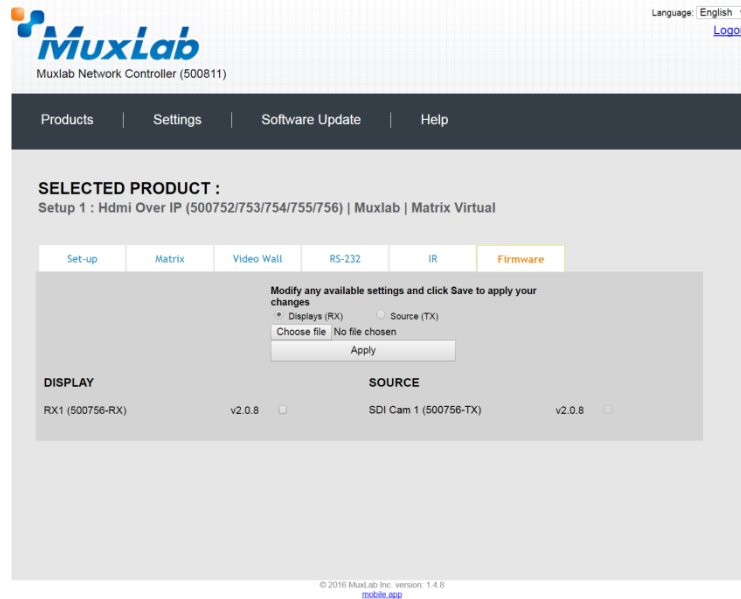 Language: English
Logou
MuxLab
Muxlab Network Controller (500811)
Products | Settings | Software Update | Help
SELECTED PRODUCT :
Setup 1 : Hdmi Over IP (500752/753/754/755/756) | Muxlab | Matrix Virtual
Set-up Matrix Video Wall RS-232 IR Firmware
Modify any available settings and click Save to apply your
changes
Displays (RX) Source (TX)
Choose file No file chosen
Apply
DISPLAY SOURCE
RX1 (500756-RX) v2.0.8 SDI Cam 1 (500756-TX) v2.0.8
© 2016 MuxLab Inc. version: 1.4.8
mobile app